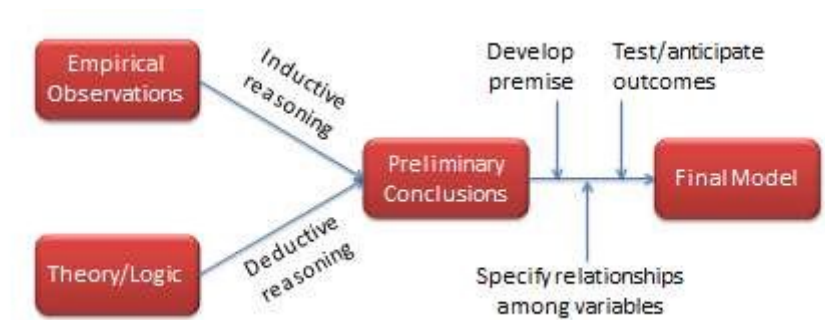 Empirical
Observations
Inductive
reasoning
Theory/Logic
Deductive
reasoning
Preliminary
Conclusions
Develop
premise
Test/anticipate
outcomes
Specify relationships
among variables
Final Model